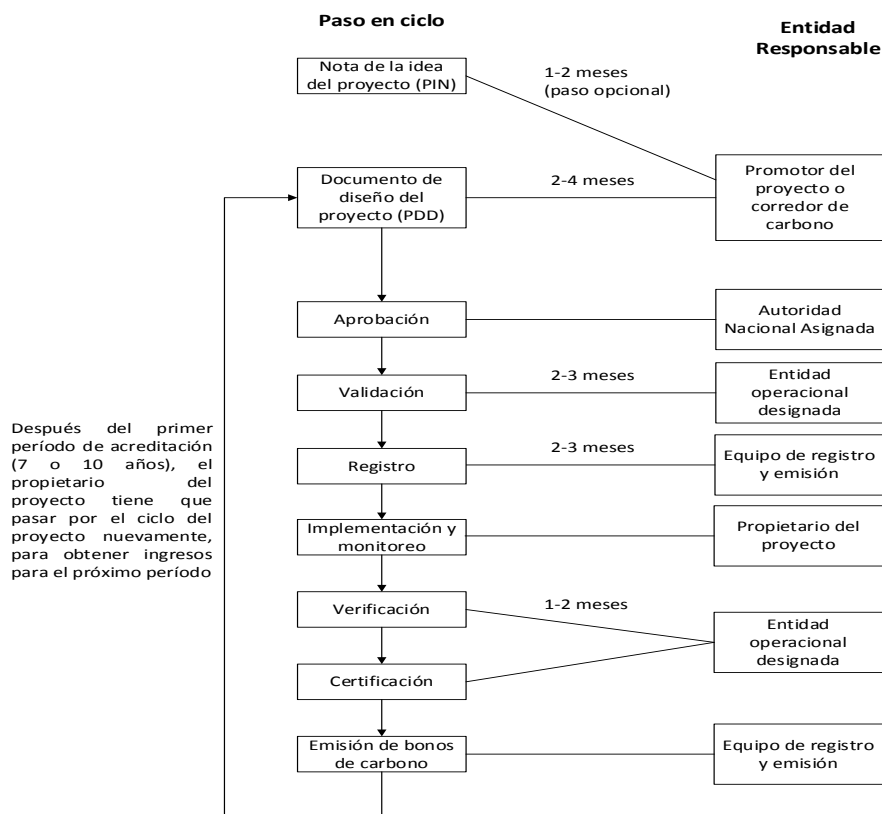 Paso en ciclo
Entidad
Responsable
Nota de la idea
del proyecto (PIN)
1-2 meses
(paso opcional)
Documento de
diseño del
proyecto (PDD)
2-4 meses
Promotor del
proyecto o
corredor de
carbono
Aprobación
Autoridad
Nacional Asignada
Validación
2-3 meses
Entidad
operacional
designada
Registro
2-3 meses
Equipo de registro
y emisión
Implementación y
monitoreo
Propietario del
proyecto
Verificación
1-2 meses
Entidad
operacional
designada
Certificación
Emisión de bonos
de carbono
Equipo de registro
y emisión
Después del primer
período de acreditación
(7 o 10 años), el
propietario del
proyecto tiene que
pasar por el ciclo del
proyecto nuevamente,
para obtener ingresos
para el próximo período